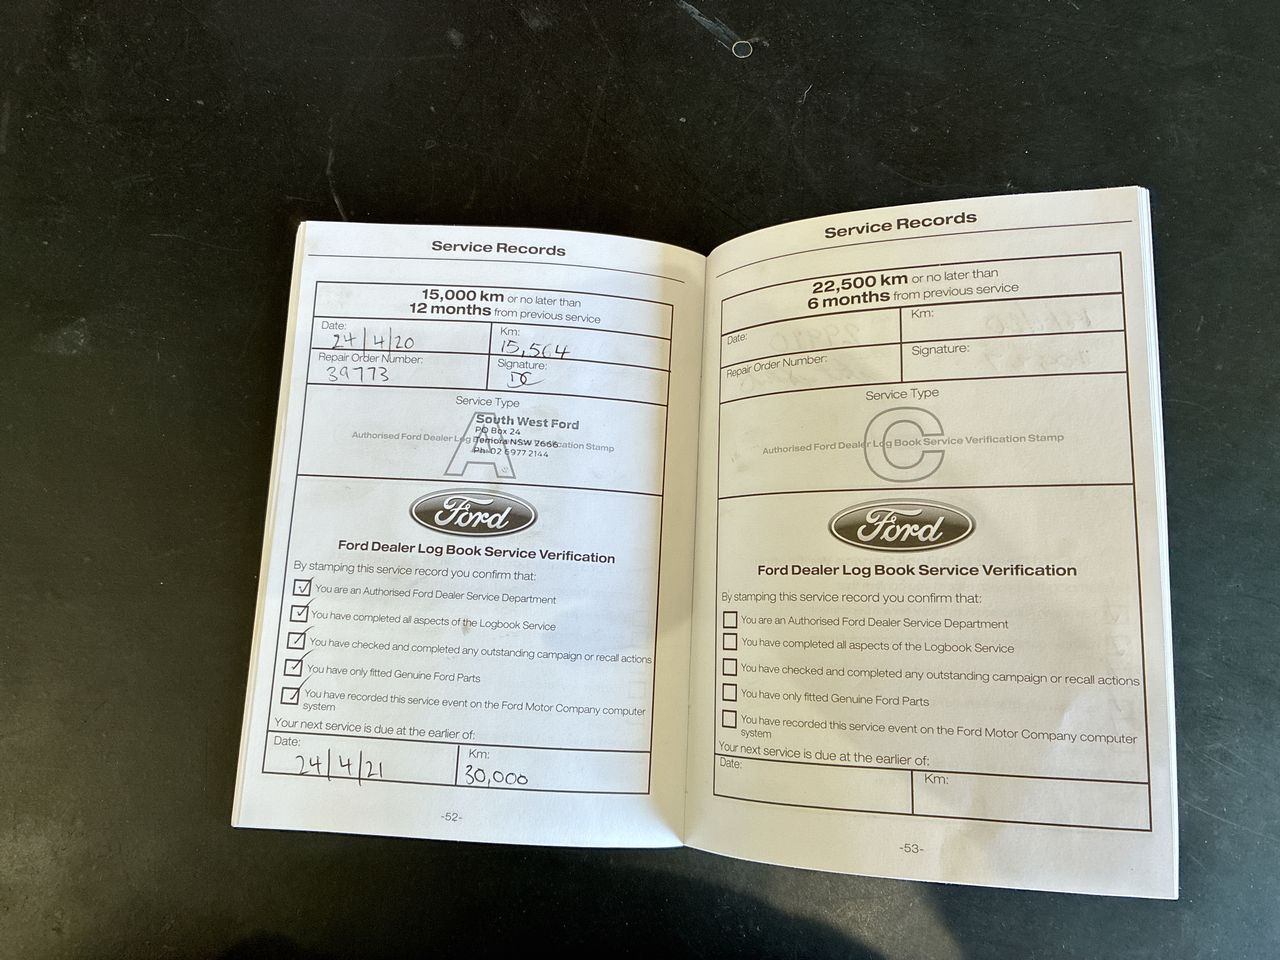 Service Records
15,000 km or no later than
12 months from previous service
Date:
24/4/20
Km:
15,564
Repair Order Number:
39773
Signature:
DC
Service Type
A
Authorised Ford Dealer Log Book Service Verification Stamp
South West Ford
PO Box 24
Temora NSW 2666
Ph: 02 6977 2144
Ford
Ford Dealer Log Book Service Verification
By stamping this service record you confirm that:
You are an Authorised Ford Dealer Service Department
You have completed all aspects of the Logbook Service
You have checked and completed any outstanding campaign or recall actions
You have only fitted Genuine Ford Parts
You have recorded this service event on the Ford Motor Company computer
system
Your next service is due at the earlier of:
Date:
24/4/21
Km:
30,000
-52-
Service Records
22,500 km or no later than
6 months from previous service
Date:
Km:
Repair Order Number:
Signature:
Service Type
C
Authorised Ford Dealer Log Book Service Verification Stamp
Ford
Ford Dealer Log Book Service Verification
By stamping this service record you confirm that:
You are an Authorised Ford Dealer Service Department
You have completed all aspects of the Logbook Service
You have checked and completed any outstanding campaign or recall actions
You have only fitted Genuine Ford Parts
You have recorded this service event on the Ford Motor Company computer
system
Your next service is due at the earlier of:
Date:
Km:
-53-